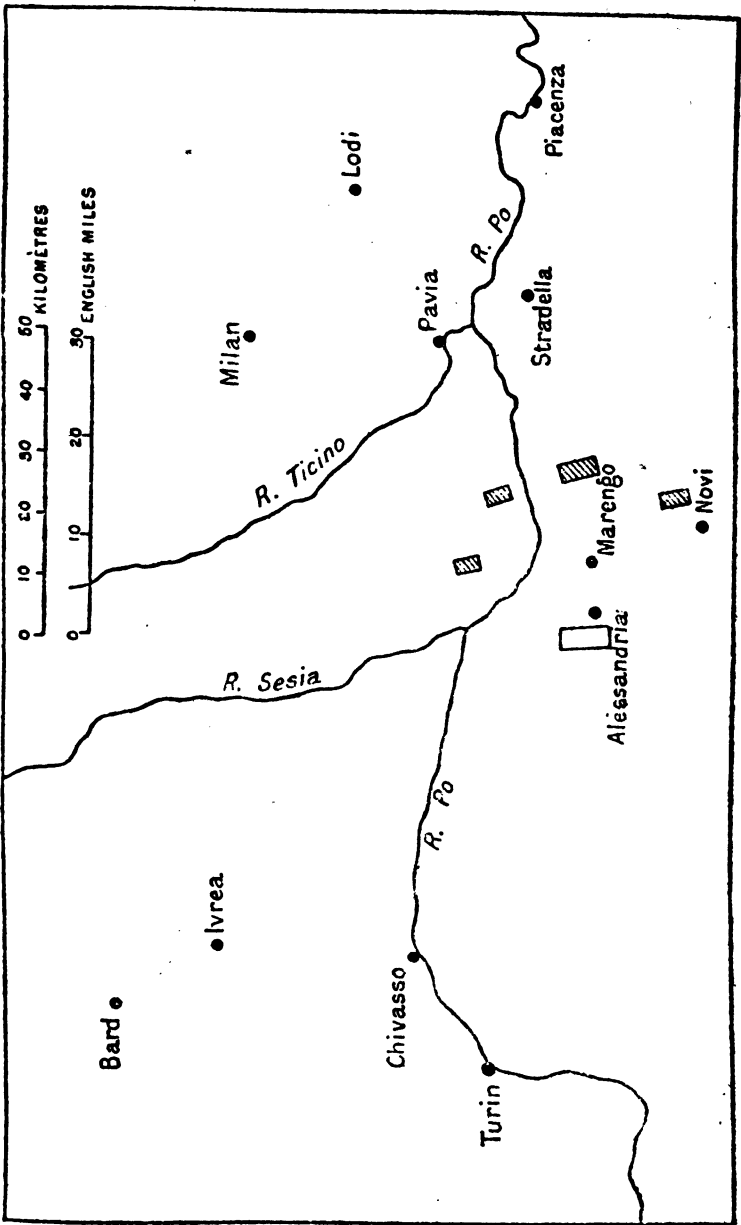 0 10 20 30 40 50 KILOMÈTRES
0 10 20 30 ENGLISH MILES
Bard
Ivrea
Milan
R. Sesia
R. Ticino
Lodi
Chivasso
Pavia
R. Po
Turin
R. Po
Stradella
Piacenza
Alessandria
Marengo
Novi